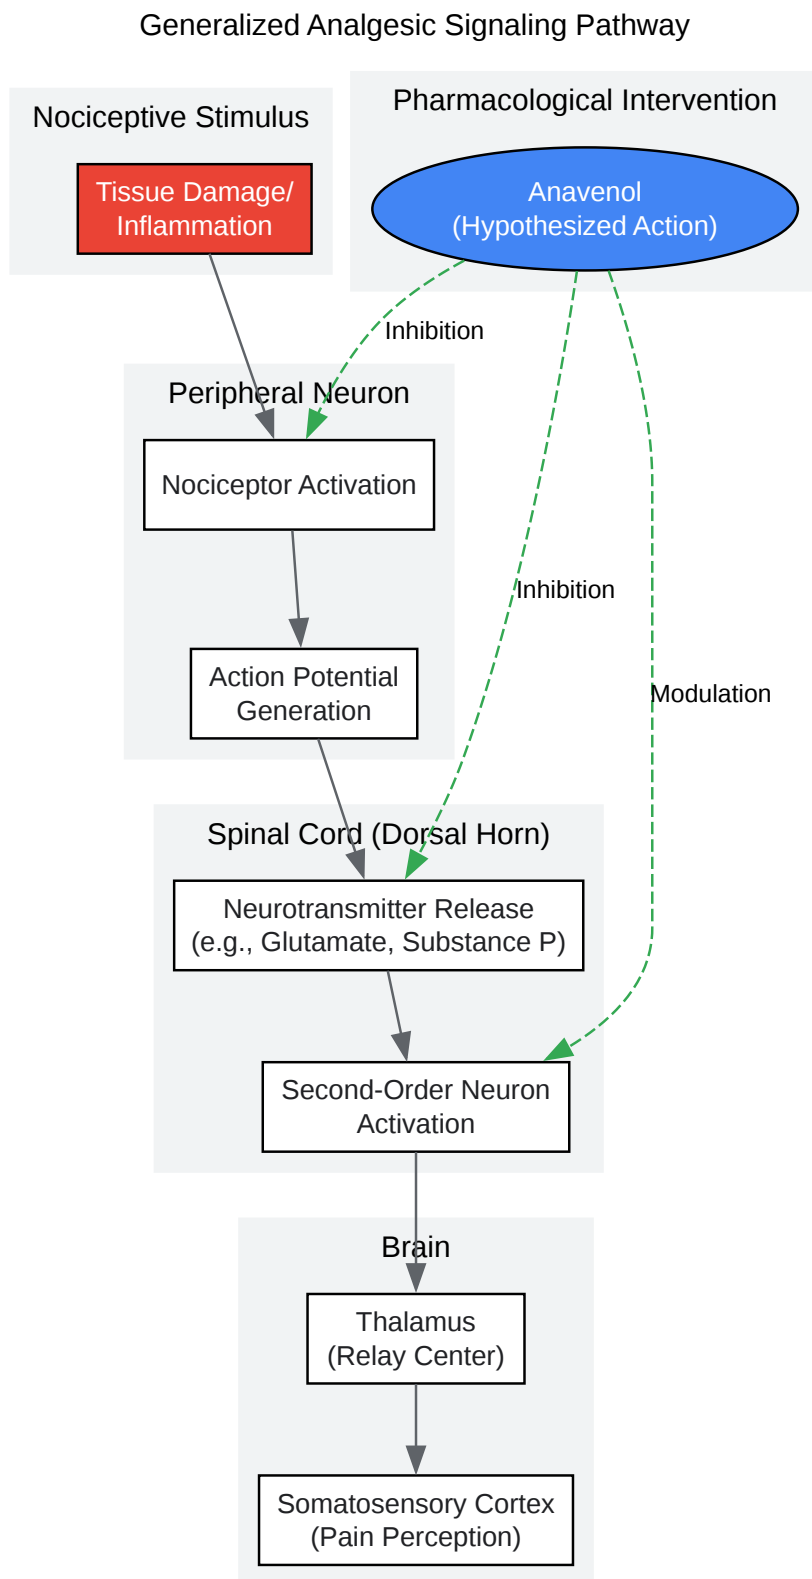 Generalized Analgesic Signaling Pathway
Nociceptive Stimulus
Pharmacological Intervention
Tissue Damage/
Inflammation
Anavenol
(Hypothesized Action)
Inhibition
Peripheral Neuron
Nociceptor Activation
Inhibition
Action Potential
Generation
Modulation
Spinal Cord (Dorsal Horn)
Neurotransmitter Release
(e.g., Glutamate, Substance P)
Second-Order Neuron
Activation
Brain
Thalamus
(Relay Center)
Somatosensory Cortex
(Pain Perception)